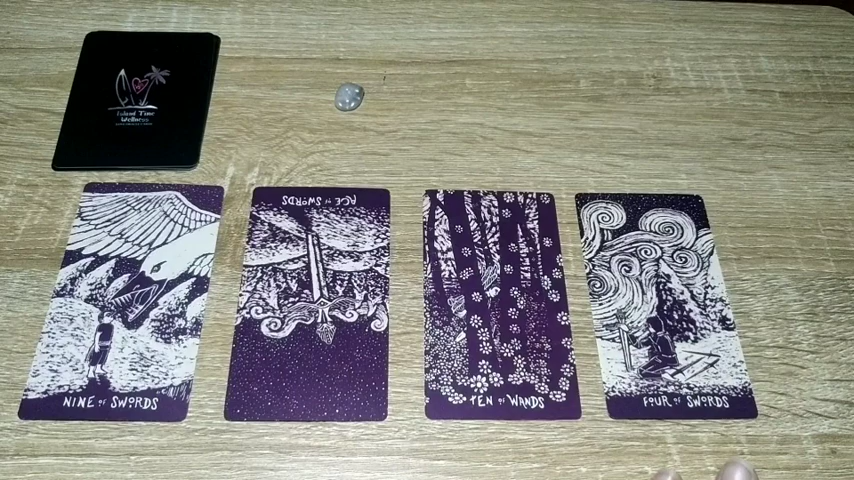 Island Time
Wellness
NINE OF SWORDS
ACE OF SWORDS
TEN OF WANDS
FOUR OF SWORDS